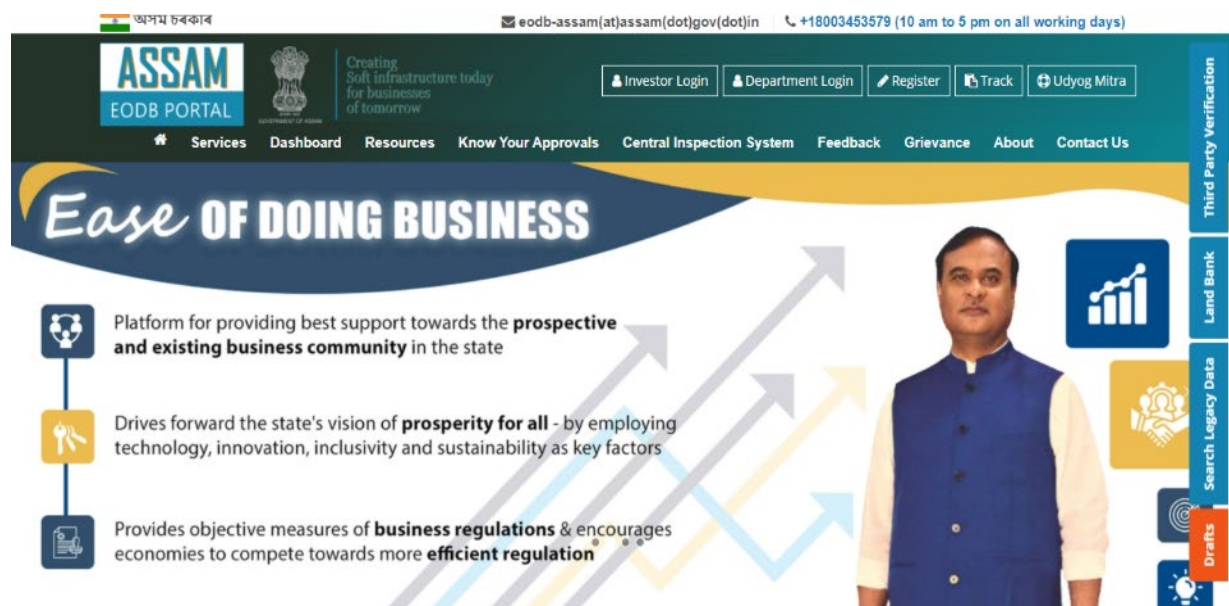 অসম চৰকাৰ
eodb-assam(at)assam(dot)gov(dot)in
+18003453579 (10 am to 5 pm on all working days)
ASSAM
EODB PORTAL
GOVERNMENT OF ASSAM
Creating
Soft infrastructure today
for businesses
of tomorrow
Investor Login
Department Login
Register
Track
Udyog Mitra
Services Dashboard Resources Know Your Approvals Central Inspection System Feedback Grievance About Contact Us
Ease OF DOING BUSINESS
Platform for providing best support towards the prospective
and existing business community in the state
Drives forward the state's vision of prosperity for all - by employing
technology, innovation, inclusivity and sustainability as key factors
Provides objective measures of business regulations & encourages
economies to compete towards more efficient regulation
Third Party Verification
Land Bank
Search Legacy Data
Drafts